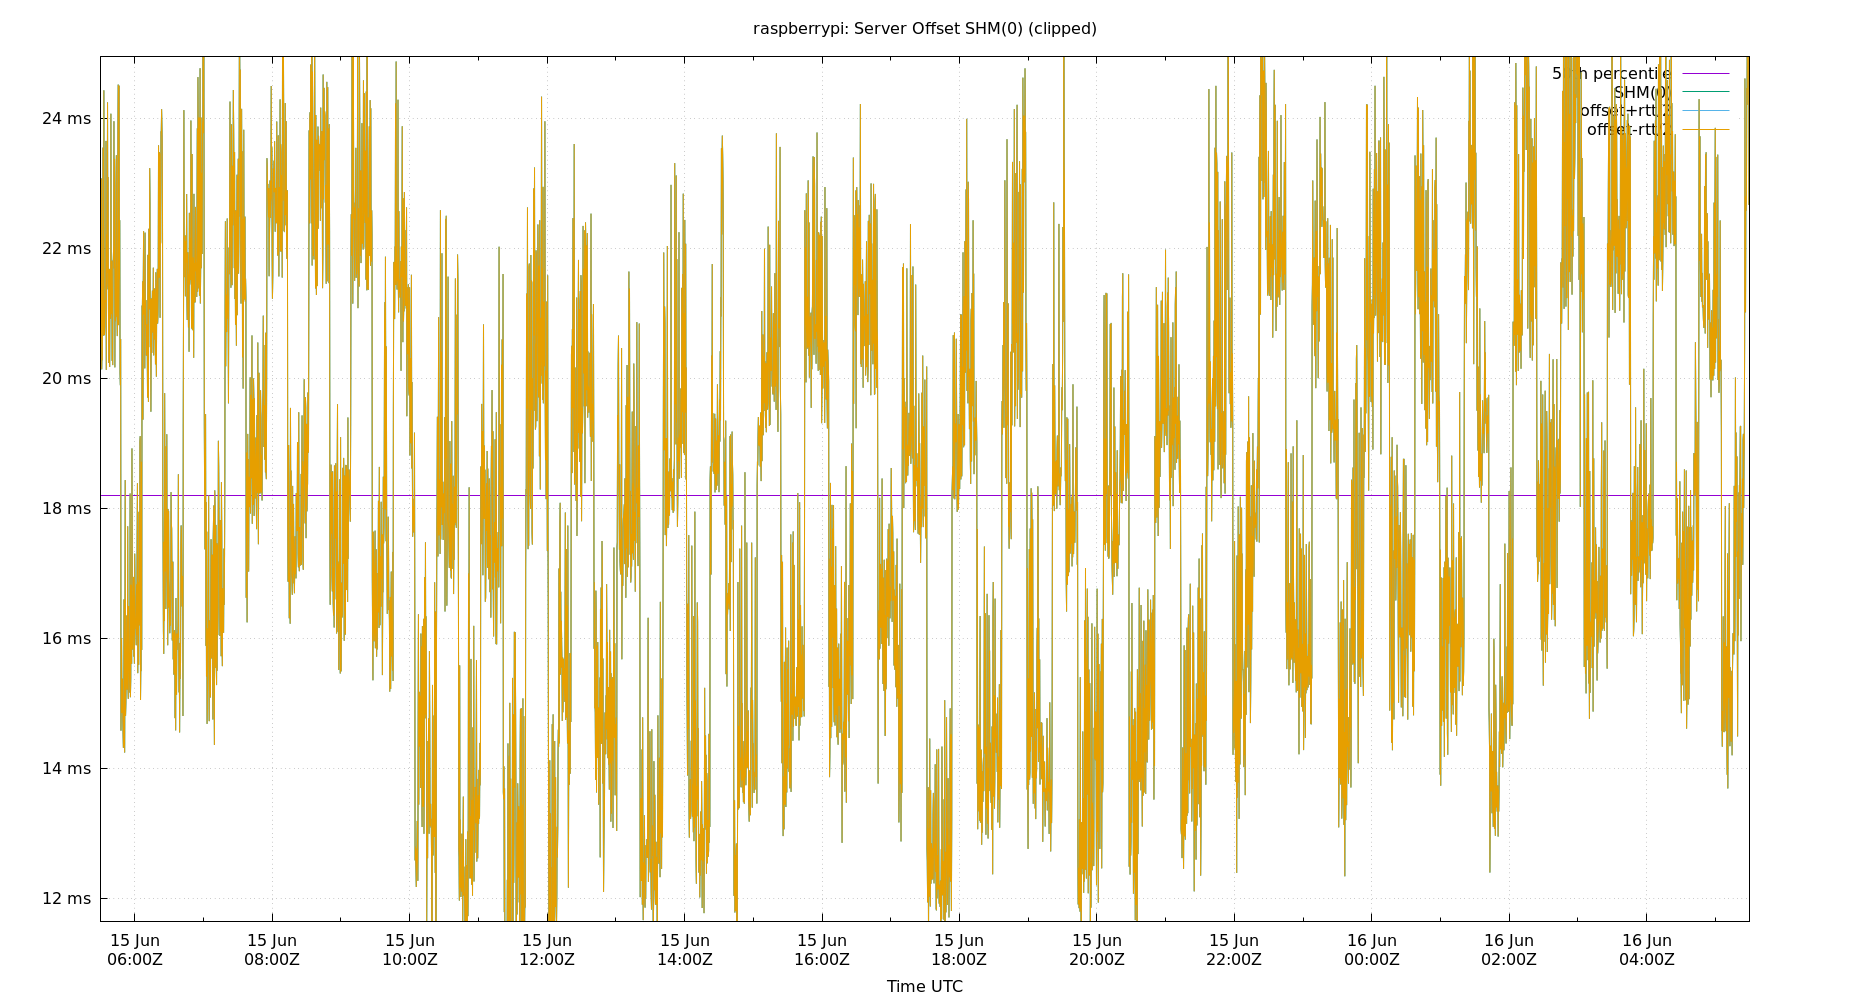 raspberrypi: Server Offset SHM(0) (clipped)
percentile
24 ms
22 ms
20 ms
18 ms
16 ms
14 ms
12 ms
15 Jun 15 Jun 15 Jun 15 Jun 15 Jun 15 Jun 15 Jun 15 Jun 15 Jun 16 Jun 16 Jun 16 Jun
06:00Z 08:00Z 10:00Z 12:00Z 14:00Z 16:00Z 18:00Z 20:00Z 22:00Z 00:00Z 02:00Z 04:00Z
Time UTC